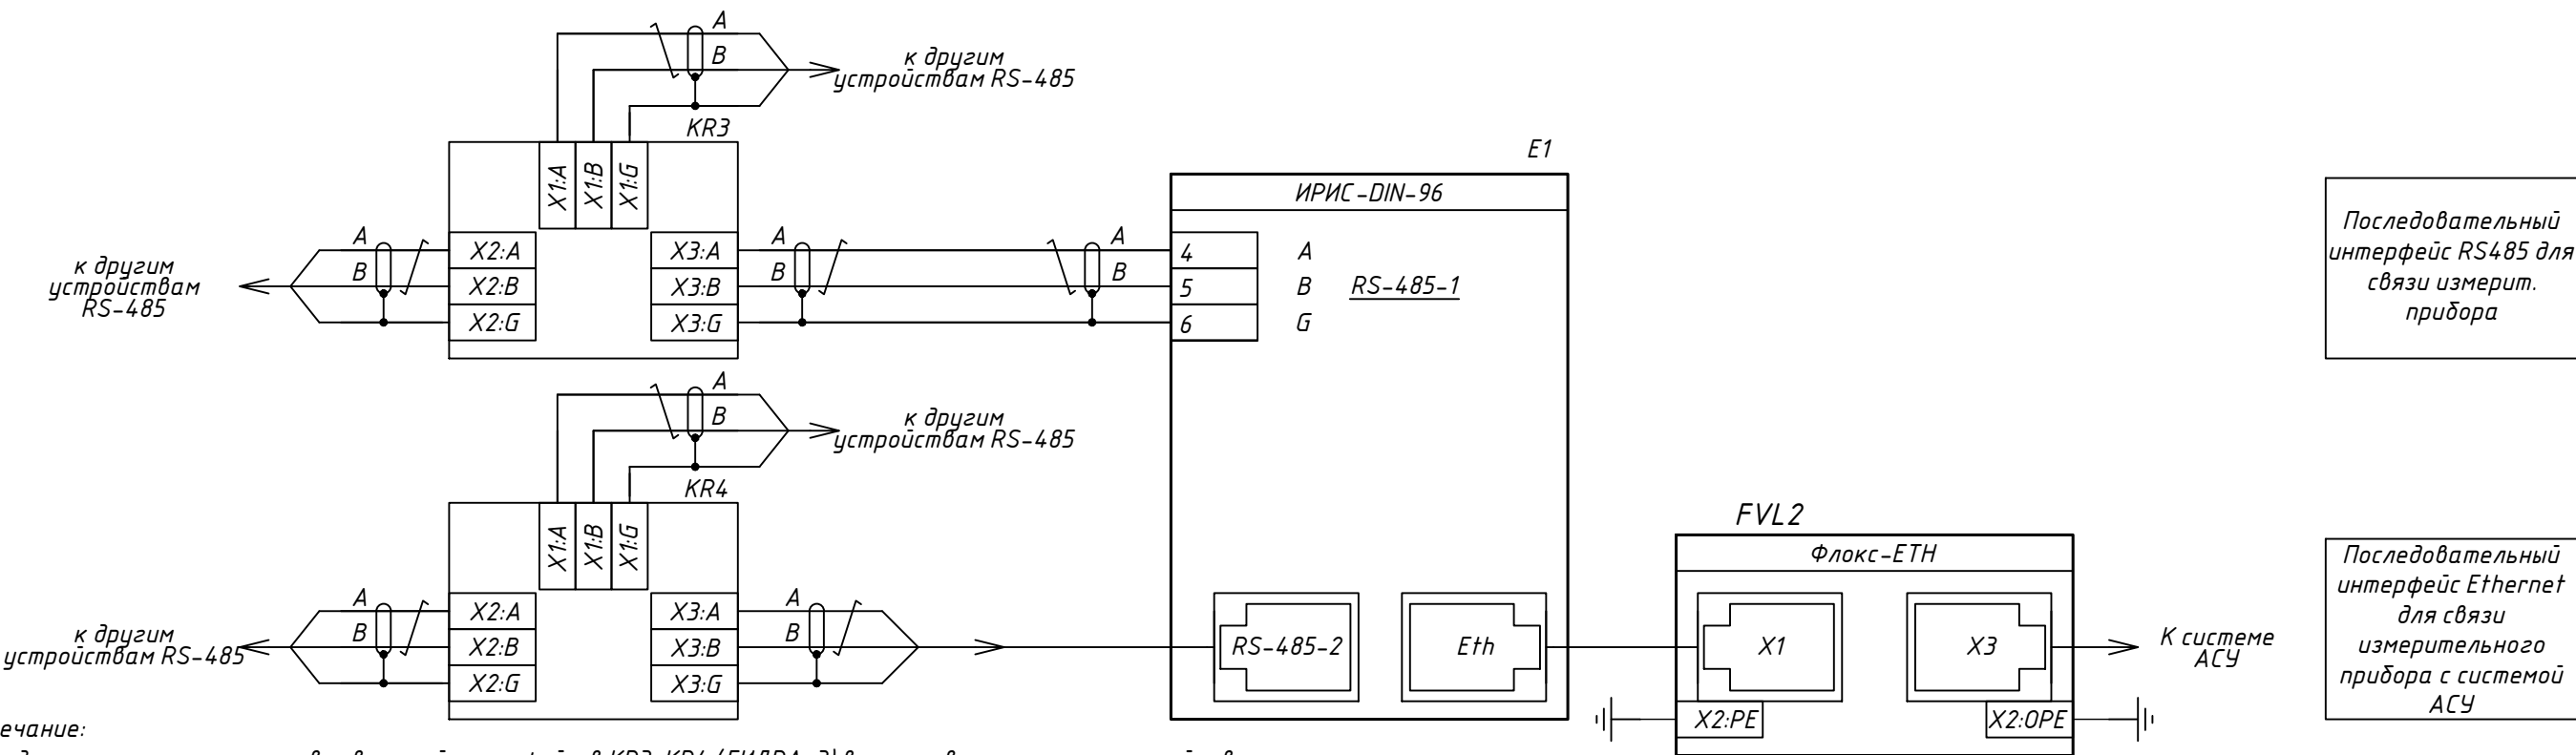 A
B
к другим
устройствам RS-485
KR3
X1:A
X1:B
X1:G
E1
ИРИС-DIN-96
Последовательный
интерфейс RS485 для
связи измерит.
прибора
к другим
устройствам
RS-485
A
B
X2:A
X2:B
X2:G
X3:A
X3:B
X3:G
A
B
A
B
4
5
6
A
B
G
RS-485-1
A
B
к другим
устройствам RS-485
KR4
X1:A
X1:B
X1:G
FVL2
Флокс-ETH
Последовательный
интерфейс Ethernet
для связи
измерительного
прибора с системой
АСУ
к другим
устройствам RS-485
A
B
X2:A
X2:B
X2:G
X3:A
X3:B
X3:G
A
B
RS-485-2
Eth
X1
X3
К системе
АСУ
X2:PE
X2:OPE
ечание: